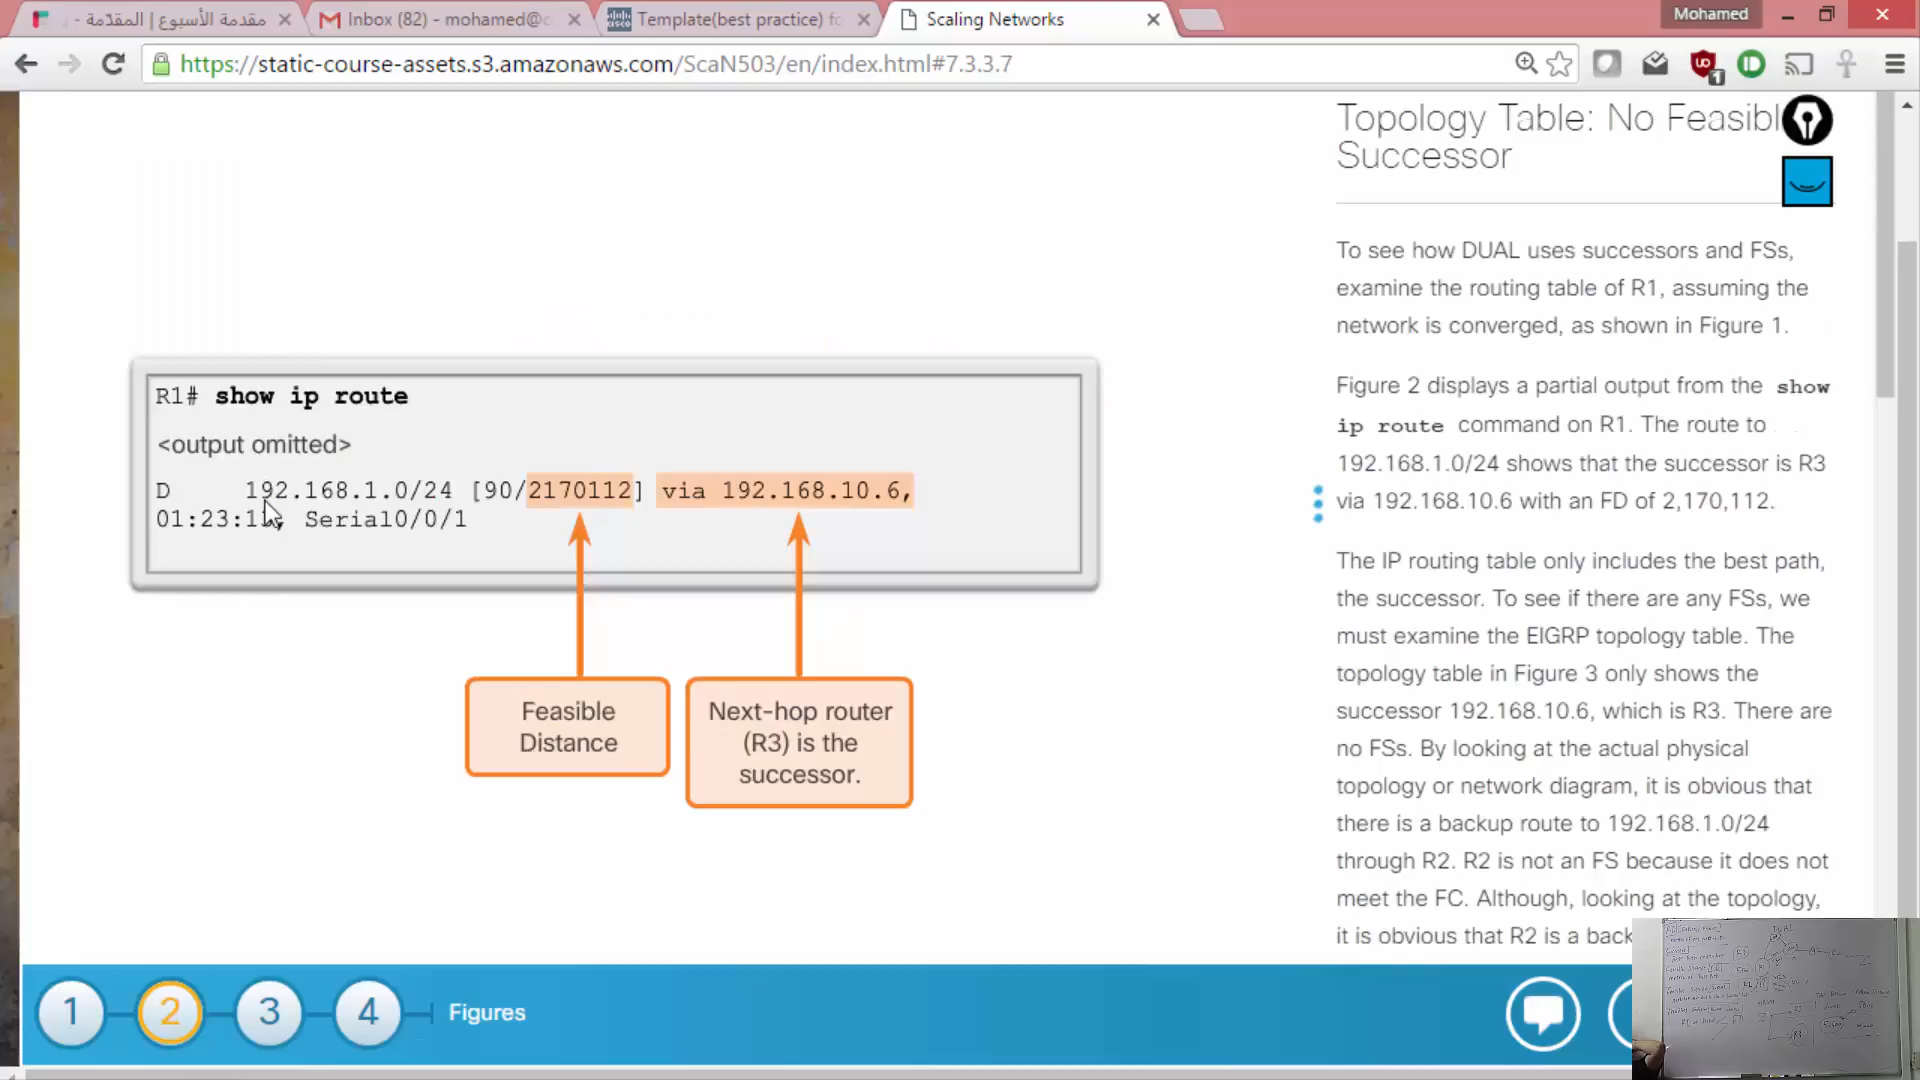 مقدمة الأسبوع | المقدّمة -
Inbox (82) - mohamed@
Template(best practice) fo
Scaling Networks
Mohamed
https://static-course-assets.s3.amazonaws.com/ScaN503/en/index.html#7.3.3.7
Topology Table: No Feasibl
Successor
To see how DUAL uses successors and FSs,
examine the routing table of R1, assuming the
network is converged, as shown in Figure 1.
Figure 2 displays a partial output from the show
ip route command on R1. The route to
192.168.1.0/24 shows that the successor is R3
via 192.168.10.6 with an FD of 2,170,112.
The IP routing table only includes the best path,
the successor. To see if there are any FSs, we
must examine the EIGRP topology table. The
topology table in Figure 3 only shows the
successor 192.168.10.6, which is R3. There are
no FSs. By looking at the actual physical
topology or network diagram, it is obvious that
there is a backup route to 192.168.1.0/24
through R2. R2 is not an FS because it does not
meet the FC. Although, looking at the topology,
it is obvious that R2 is a back
R1# show ip route
<output omitted>
D 192.168.1.0/24 [90/2170112] via 192.168.10.6,
Serial0/0/1
Feasible
Distance
Next-hop router
(R3) is the
successor.
1 2 3 4 Figures
DUAL